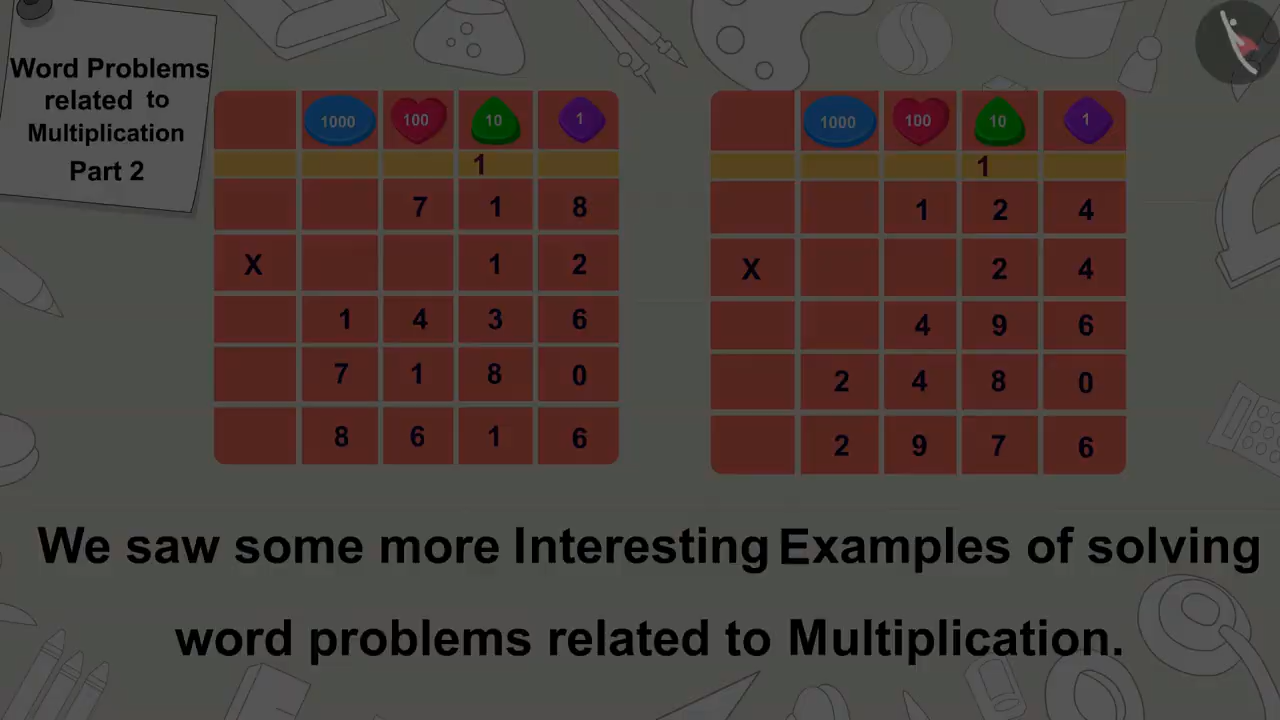 Word Problems
related to
Multiplication
Part 2
1000 100 10 1
1
7 1 8
X 1 2
1 4 3 6
7 1 8 0
8 6 1 6
1000 100 10 1
1
1 2 4
X 2 4
4 9 6
2 4 8 0
2 9 7 6
We saw some more Interesting Examples of solving
word problems related to Multiplication.